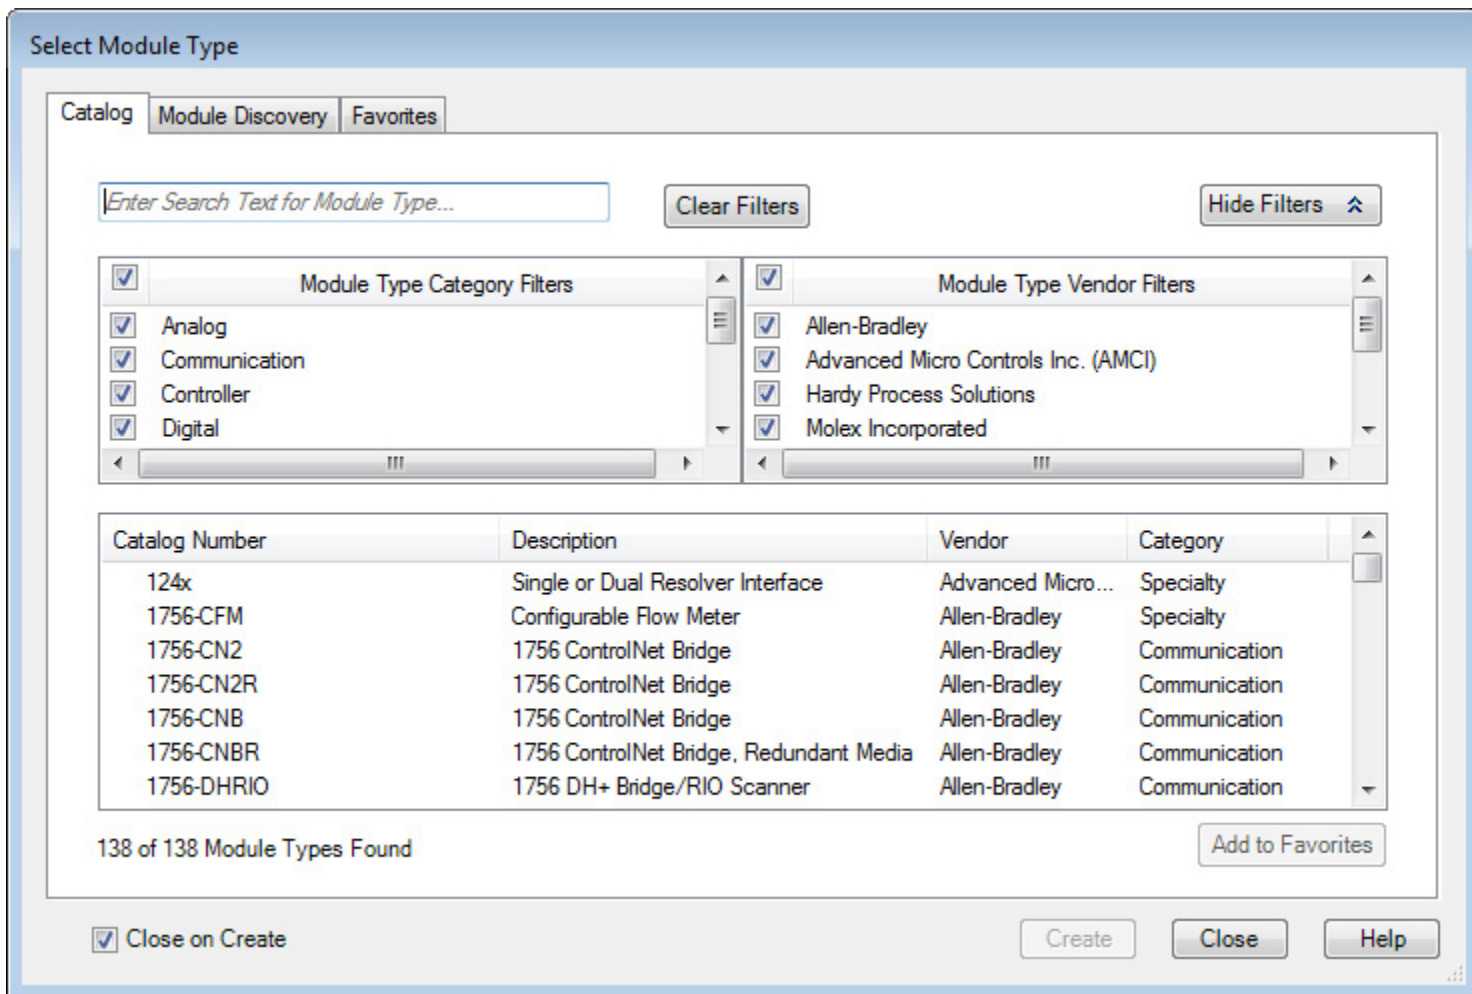 Select Module Type
Catalog Module Discovery Favorites
Enter Search Text for Module Type... Clear Filters Hide Filters
Module Type Category Filters Module Type Vendor Filters
Analog Allen-Bradley
Communication Advanced Micro Controls Inc. (AMCI)
Controller Hardy Process Solutions
Digital Molex Incorporated
Catalog Number Description Vendor Category
124x Single or Dual Resolver Interface Advanced Micro... Specialty
1756-CFM Configurable Flow Meter Allen-Bradley Specialty
1756-CN2 1756 ControlNet Bridge Allen-Bradley Communication
1756-CN2R 1756 ControlNet Bridge Allen-Bradley Communication
1756-CNB 1756 ControlNet Bridge Allen-Bradley Communication
1756-CNBR 1756 ControlNet Bridge, Redundant Media Allen-Bradley Communication
1756-DHRIO 1756 DH+ Bridge/RIO Scanner Allen-Bradley Communication
138 of 138 Module Types Found Add to Favorites
Close on Create Create Close Help